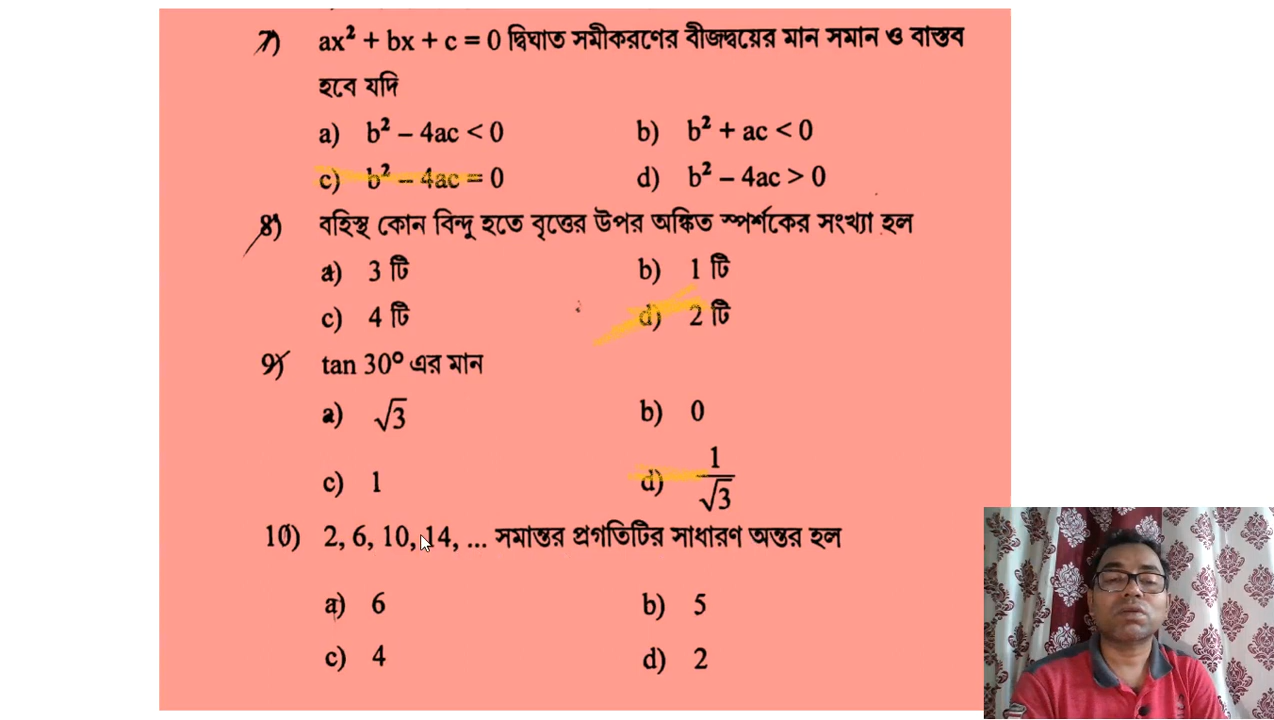 7) ax² + bx + c = 0 দ্বিঘাত সমীকরণের বীজদ্বয়ের মান সমান ও বাস্তব
হবে যদি
a) b² – 4ac < 0 b) b² + ac < 0
c) b² – 4ac = 0 d) b² – 4ac > 0
8) বহিস্থ কোন বিন্দু হতে বৃত্তের উপর অঙ্কিত স্পর্শকের সংখ্যা হল
a) 3 টি b) 1 টি
c) 4 টি d) 2 টি
9) tan 30° এর মান
a) √3 b) 0
c) 1 d) 1/√3
10) 2, 6, 10, 14, ... সমান্তর প্রগতিটির সাধারণ অন্তর হল
a) 6 b) 5
c) 4 d) 2